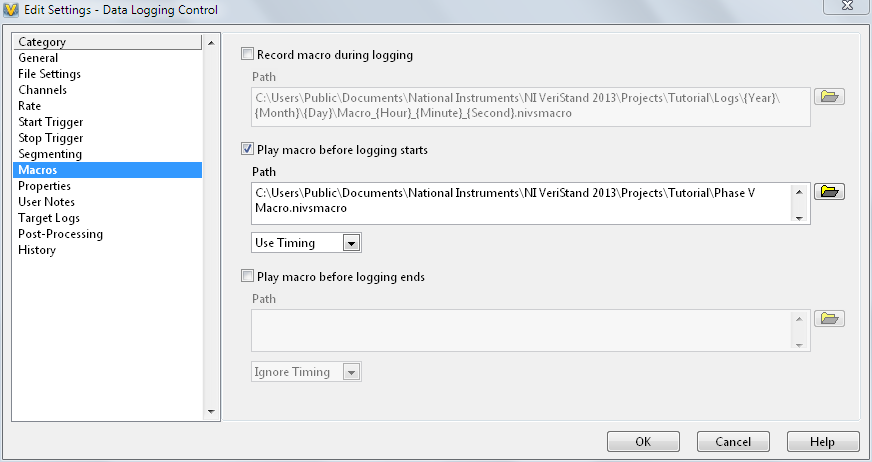 Edit Settings - Data Logging Control
Category
General
File Settings
Channels
Rate
Start Trigger
Stop Trigger
Segmenting
Macros
Properties
User Notes
Target Logs
Post-Processing
History
Record macro during logging
Path
C:\Users\Public\Documents\National Instruments\NI VeriStand 2013\Projects\Tutorial\Logs\{Year}\
{Month}\{Day}\Macro_{Hour}_{Minute}_{Second}.nivsmacro
Play macro before logging starts
Path
C:\Users\Public\Documents\National Instruments\NI VeriStand 2013\Projects\Tutorial\Phase V
Macro.nivsmacro
Use Timing
Play macro before logging ends
Path
Ignore Timing
OK
Cancel
Help